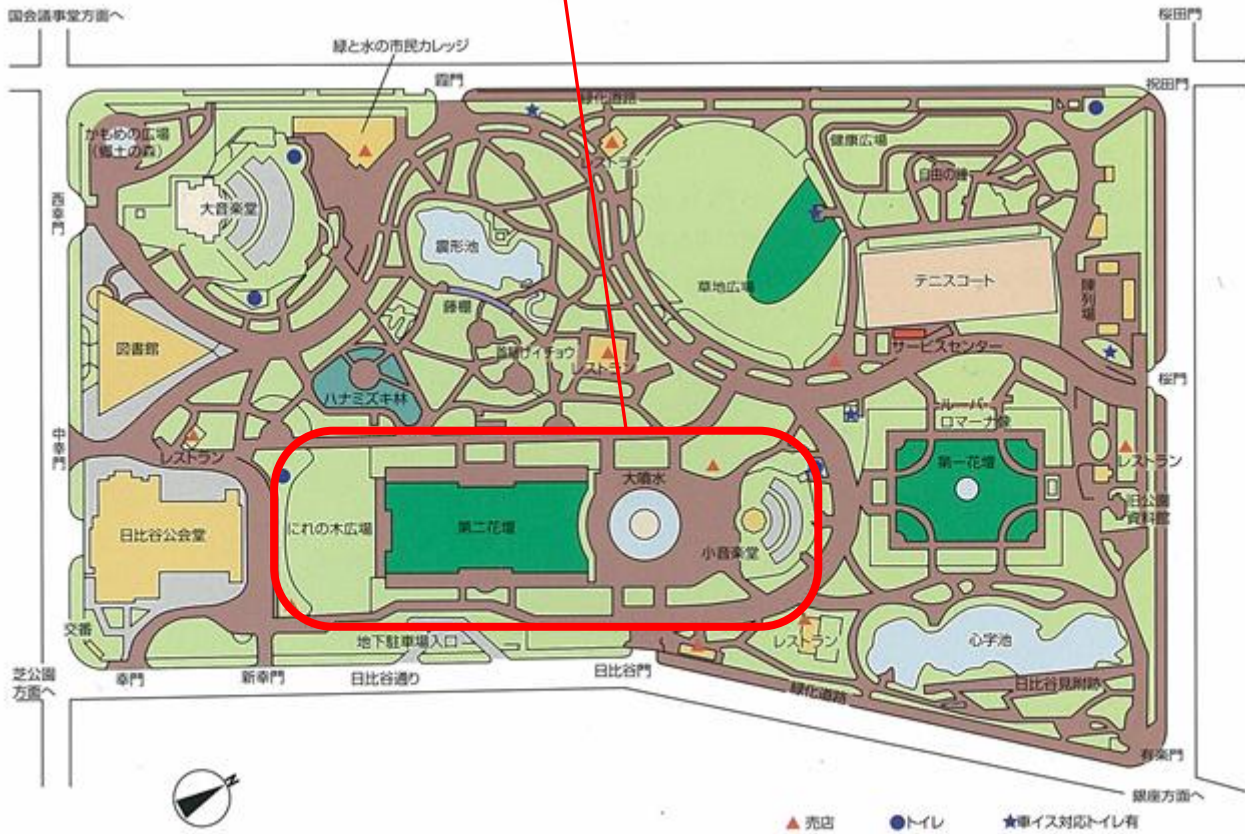 国会議事堂方面へ
桜田門
緑と水の市民カレッジ
霞門
祝田門
緑化道路
かもめの広場
（郷土の森）
健康広場
レストラン
自由の鐘
西幸門
大音楽堂
雲形池
草地広場
テニスコート
陳列場
藤棚
図書館
首賭けイチョウ
レストラン
サービスセンター
桜門
ハナミズキ林
ルーパ・
ロマーナ像
中幸門
レストラン
大噴水
第一花壇
レストラン
日比谷公会堂
にれの木広場
第二花壇
小音楽堂
旧公園
資料館
交番
地下駐車場入口
レストラン
心字池
芝公園
方面へ
幸門
新幸門
日比谷通り
日比谷門
緑化道路
日比谷見附跡
有楽門
N
銀座方面へ
売店
トイレ
車イス対応トイレ有